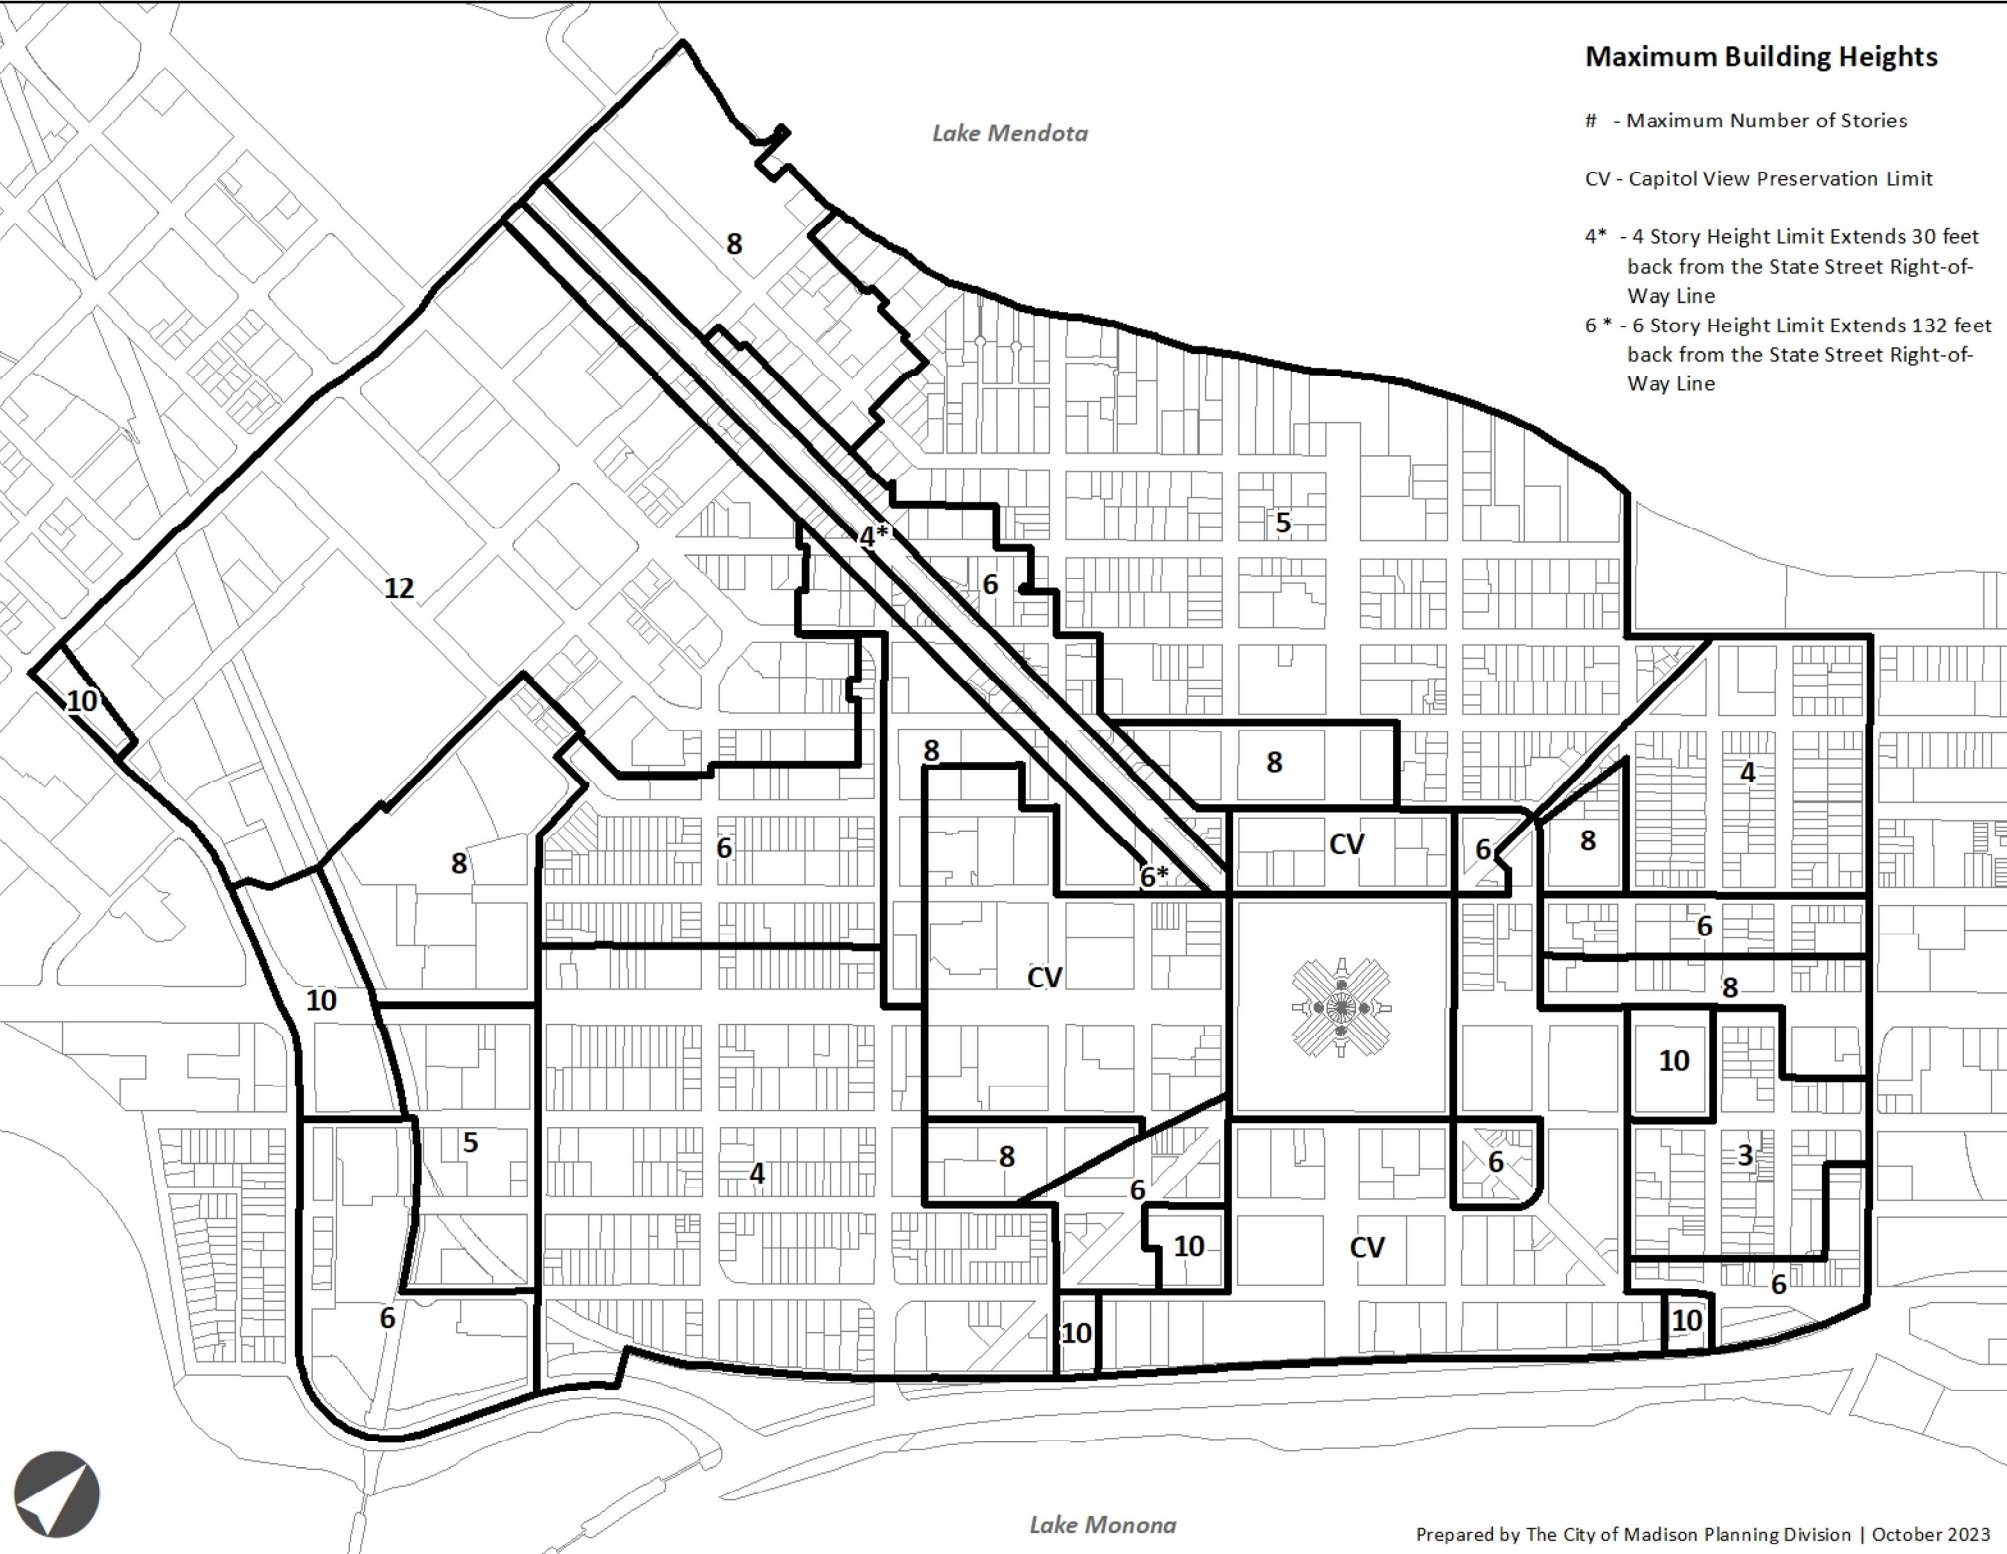 Maximum Building Heights
# - Maximum Number of Stories
CV - Capitol View Preservation Limit
4* - 4 Story Height Limit Extends 30 feet
back from the State Street Right-of-
Way Line
6 * - 6 Story Height Limit Extends 132 feet
back from the State Street Right-of-
Way Line
Lake Mendota
8
5
4*
6
12
10
8
8
4
CV
6
8
6
8
6*
6
CV
8
10
10
5
4
8
6
6
3
10
CV
6
6
10
10
Lake Monona
Prepared by The City of Madison Planning Division | October 2023